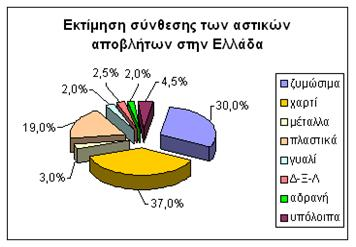 Εκτίμηση σύνθεσης των αστικών
αποβλήτων στην Ελλάδα
2,5% 2,0%
2,0% 4,5%
19,0% 30,0%
3,0%
37,0%
ζυμώσιμα
χαρτί
μέταλλα
πλαστικά
γυαλί
Δ-Ξ-Λ
αδρανή
υπόλοιπα